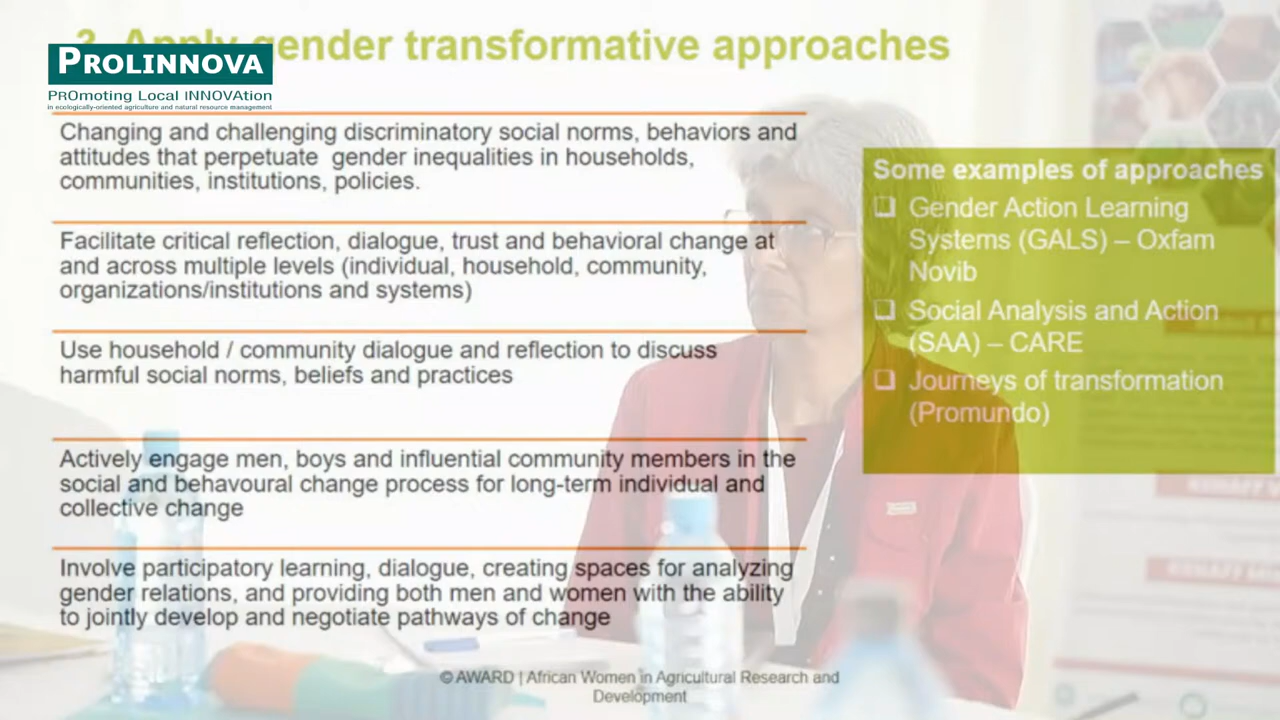 3. Apply gender transformative approaches
PROLINNOVA
PROmoting Local INNOVAtion
in ecologically-oriented agriculture and natural resource management
Changing and challenging discriminatory social norms, behaviors and
attitudes that perpetuate gender inequalities in households,
communities, institutions, policies.
Facilitate critical reflection, dialogue, trust and behavioral change at
and across multiple levels (individual, household, community,
organizations/institutions and systems)
Use household / community dialogue and reflection to discuss
harmful social norms, beliefs and practices
Actively engage men, boys and influential community members in the
social and behavoural change process for long-term individual and
collective change
Involve participatory learning, dialogue, creating spaces for analyzing
gender relations, and providing both men and women with the ability
to jointly develop and negotiate pathways of change
Some examples of approaches
❑ Gender Action Learning
Systems (GALS) – Oxfam
Novib
❑ Social Analysis and Action
(SAA) – CARE
❑ Journeys of transformation
(Promundo)
© AWARD | African Women in Agricultural Research and
Development